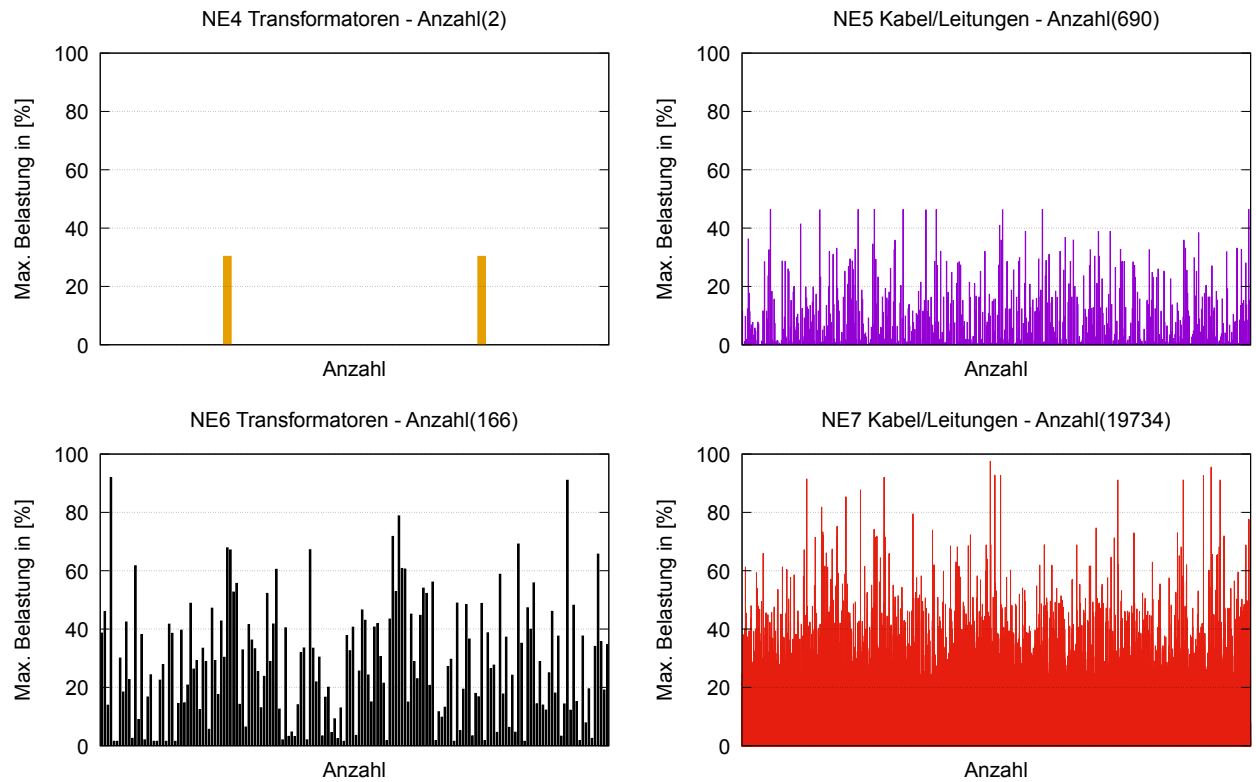 NE4 Transformatoren - Anzahl(2)
Max. Belastung in [%]
100
80
60
40
20
0
Anzahl
NE5 Kabel/Leitungen - Anzahl(690)
Max. Belastung in [%]
100
80
60
40
20
0
Anzahl
NE6 Transformatoren - Anzahl(166)
Max. Belastung in [%]
100
80
60
40
20
0
Anzahl
NE7 Kabel/Leitungen - Anzahl(19734)
Max. Belastung in [%]
100
80
60
40
20
0
Anzahl